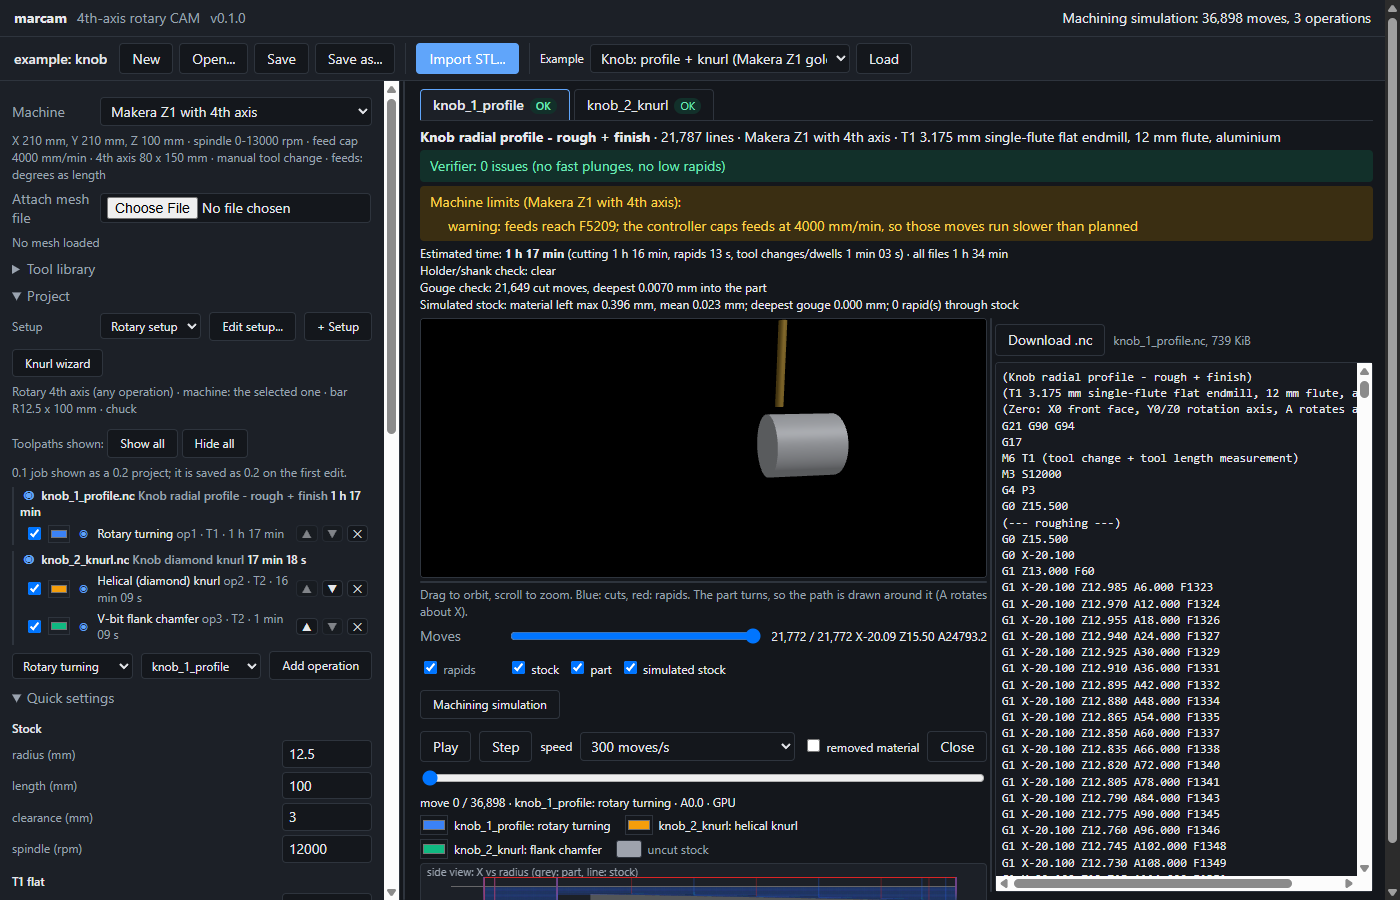 marcam 4th-axis rotary CAM v0.1.0
Machining simulation: 36,898 moves, 3 operations
example: knob New Open... Save Save as... Import STL... Example Knob: profile + knurl (Makera Z1 gol Load
Machine Makera Z1 with 4th axis
X 210 mm, Y 210 mm, Z 100 mm · spindle 0-13000 rpm · feed cap
4000 mm/min · 4th axis 80 x 150 mm · manual tool change · feeds:
degrees as length
Attach mesh
file
Choose File No file chosen
No mesh loaded
Tool library
Project
Setup Rotary setup Edit setup... + Setup
Knurl wizard
Rotary 4th axis (any operation) · machine: the selected one · bar
R12.5 x 100 mm · chuck
Toolpaths shown: Show all Hide all
0.1 job shown as a 0.2 project; it is saved as 0.2 on the first edit.
knob_1_profile.nc Knob radial profile - rough + finish 1 h 17
min
Rotary turning op1 · T1 · 1 h 17 min
knob_2_knurl.nc Knob diamond knurl 17 min 18 s
Helical (diamond) knurl op2 · T2 · 16
min 09 s
V-bit flank chamfer op3 · T2 · 1 min
09 s
Rotary turning knob_1_profile Add operation
Quick settings
Stock
radius (mm) 12.5
length (mm) 100
clearance (mm) 3
spindle (rpm) 12000
T1 flat
knob_1_profile OK knob_2_knurl OK
Knob radial profile - rough + finish · 21,787 lines · Makera Z1 with 4th axis · T1 3.175 mm single-flute flat endmill, 12 mm flute, aluminium
Verifier: 0 issues (no fast plunges, no low rapids)
Machine limits (Makera Z1 with 4th axis):
warning: feeds reach F5209; the controller caps feeds at 4000 mm/min, so those moves run slower than planned
Estimated time: 1 h 17 min (cutting 1 h 16 min, rapids 13 s, tool changes/dwells 1 min 03 s) · all files 1 h 34 min
Holder/shank check: clear
Gouge check: 21,649 cut moves, deepest 0.0070 mm into the part
Simulated stock: material left max 0.396 mm, mean 0.023 mm; deepest gouge 0.000 mm; 0 rapid(s) through stock
Drag to orbit, scroll to zoom. Blue: cuts, red: rapids. The part turns, so the path is drawn around it (A rotates
about X).
Moves 21,772 / 21,772 X-20.09 Z15.50 A24793.2
rapids stock part simulated stock
Machining simulation
Play Step speed 300 moves/s removed material Close
move 0 / 36,898 · knob_1_profile: rotary turning · A0.0 · GPU
knob_1_profile: rotary turning knob_2_knurl: helical knurl
knob_2_knurl: flank chamfer uncut stock
side view: X vs radius (grey: part, line: stock)
Download .nc knob_1_profile.nc, 739 KiB
(Knob radial profile - rough + finish)
(T1 3.175 mm single-flute flat endmill, 12 mm flute, a
(Zero: X0 front face, Y0/Z0 rotation axis, A rotates a
G21 G90 G94
G17
M6 T1 (tool change + tool length measurement)
M3 S12000
G4 P3
G0 Z15.500
(--- roughing ---)
G0 Z15.500
G0 X-20.100
G1 Z13.000 F60
G1 X-20.100 Z12.985 A6.000 F1323
G1 X-20.100 Z12.970 A12.000 F1324
G1 X-20.100 Z12.955 A18.000 F1326
G1 X-20.100 Z12.940 A24.000 F1327
G1 X-20.100 Z12.925 A30.000 F1329
G1 X-20.100 Z12.910 A36.000 F1331
G1 X-20.100 Z12.895 A42.000 F1332
G1 X-20.100 Z12.880 A48.000 F1334
G1 X-20.100 Z12.865 A54.000 F1335
G1 X-20.100 Z12.850 A60.000 F1337
G1 X-20.100 Z12.835 A66.000 F1338
G1 X-20.100 Z12.820 A72.000 F1340
G1 X-20.100 Z12.805 A78.000 F1341
G1 X-20.100 Z12.790 A84.000 F1343
G1 X-20.100 Z12.775 A90.000 F1345
G1 X-20.100 Z12.760 A96.000 F1346
G1 X-20.100 Z12.745 A102.000 F1348
G1 X-20.100 Z12.730 A108.000 F1349